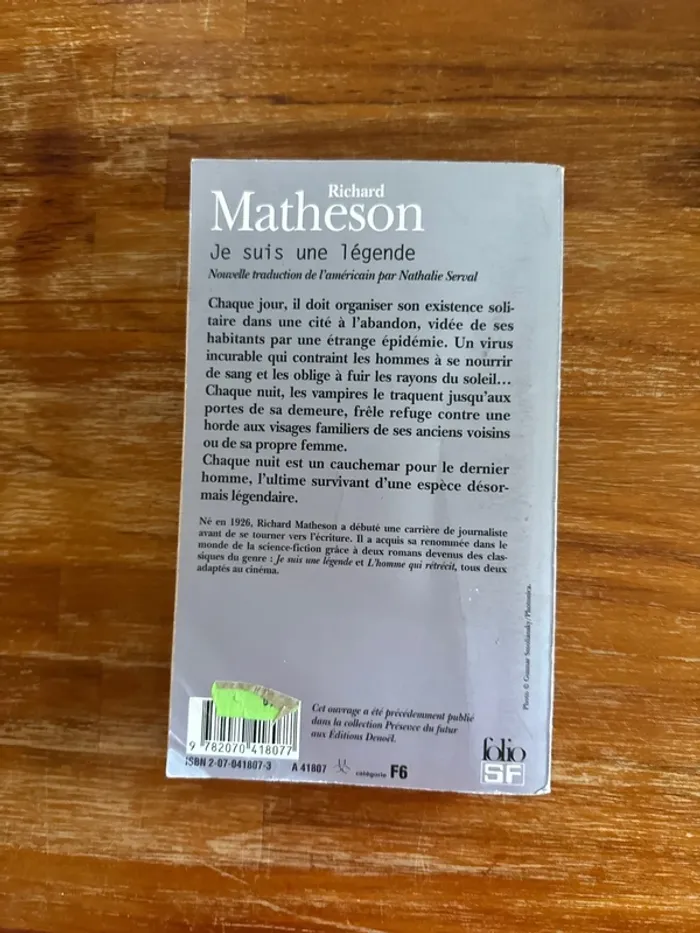 Richard
Matheson
Je suis une légende
Nouvelle traduction de l'américain par Nathalie Serval
Chaque jour, il doit organiser son existence soli-
taire dans une cité à l'abandon, vidée de ses
habitants par une étrange épidémie. Un virus
incurable qui contraint les hommes à se nourrir
de sang et les oblige à fuir les rayons du soleil...
Chaque nuit, les vampires le traquent jusqu'aux
portes de sa demeure, frêle refuge contre une
horde aux visages familiers de ses anciens voisins
ou de sa propre femme.
Chaque nuit est un cauchemar pour le dernier
homme, l'ultime survivant d'une espèce désor-
mais légendaire.
Né en 1926, Richard Matheson a débuté une carrière de journaliste
avant de se tourner vers l'écriture. Il a acquis sa renommée dans le
monde de la science-fiction grâce à deux romans devenus des clas-
siques du genre : Je suis une légende et L'homme qui rétrécit, tous deux
adaptés au cinéma.
Photo © Gunnar /Photonica.
Cet ouvrage a été précédemment publié
dans la collection Présence du futur
aux Éditions Denoël.
9 782070 418077
ISBN 2-07-041807-3 A 41807 catégorie F6
folio
SF